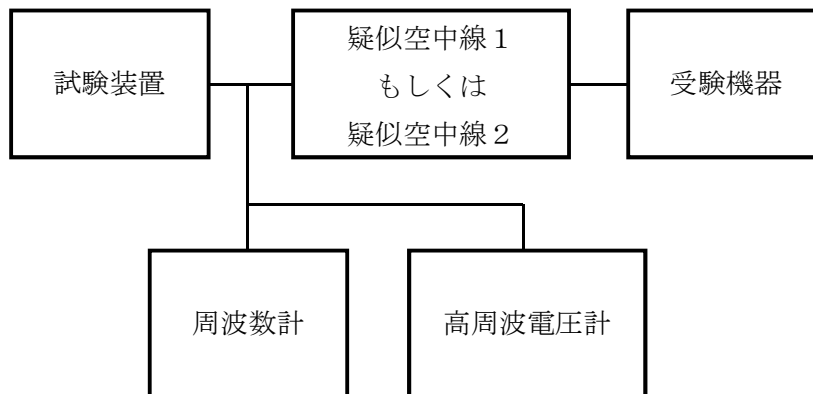 試験装置
疑似空中線１
もしくは
疑似空中線２
受験機器
周波数計
高周波電圧計